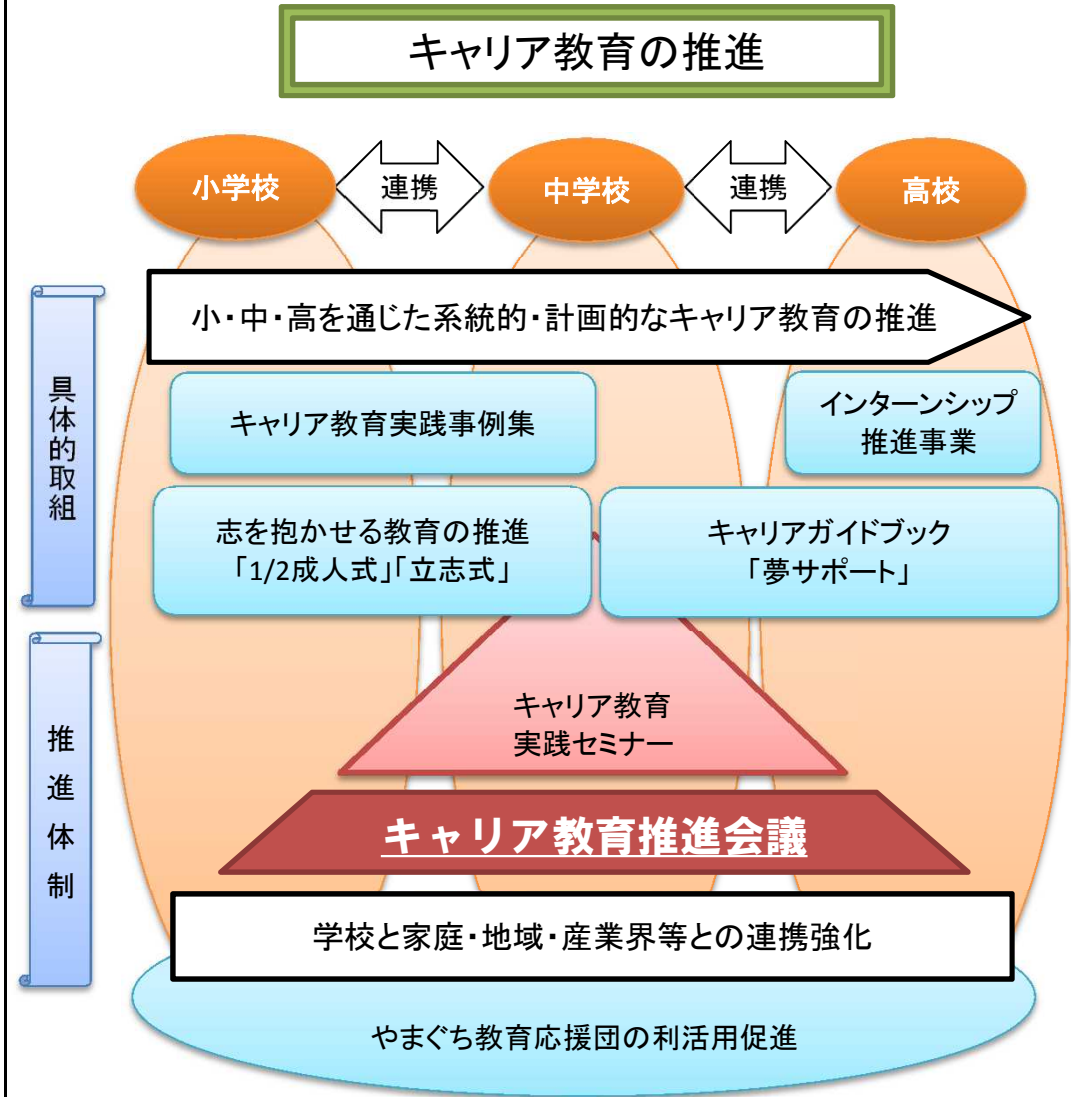 キャリア教育の推進
小学校
連携
中学校
連携
高校
具体的取組
小・中・高を通じた系統的・計画的なキャリア教育の推進
キャリア教育実践事例集
インターンシップ
推進事業
志を抱かせる教育の推進
「1/2成人式」「立志式」
キャリアガイドブック
「夢サポート」
推進体制
キャリア教育
実践セミナー
キャリア教育推進会議
学校と家庭・地域・産業界等との連携強化
やまぐち教育応援団の利活用促進